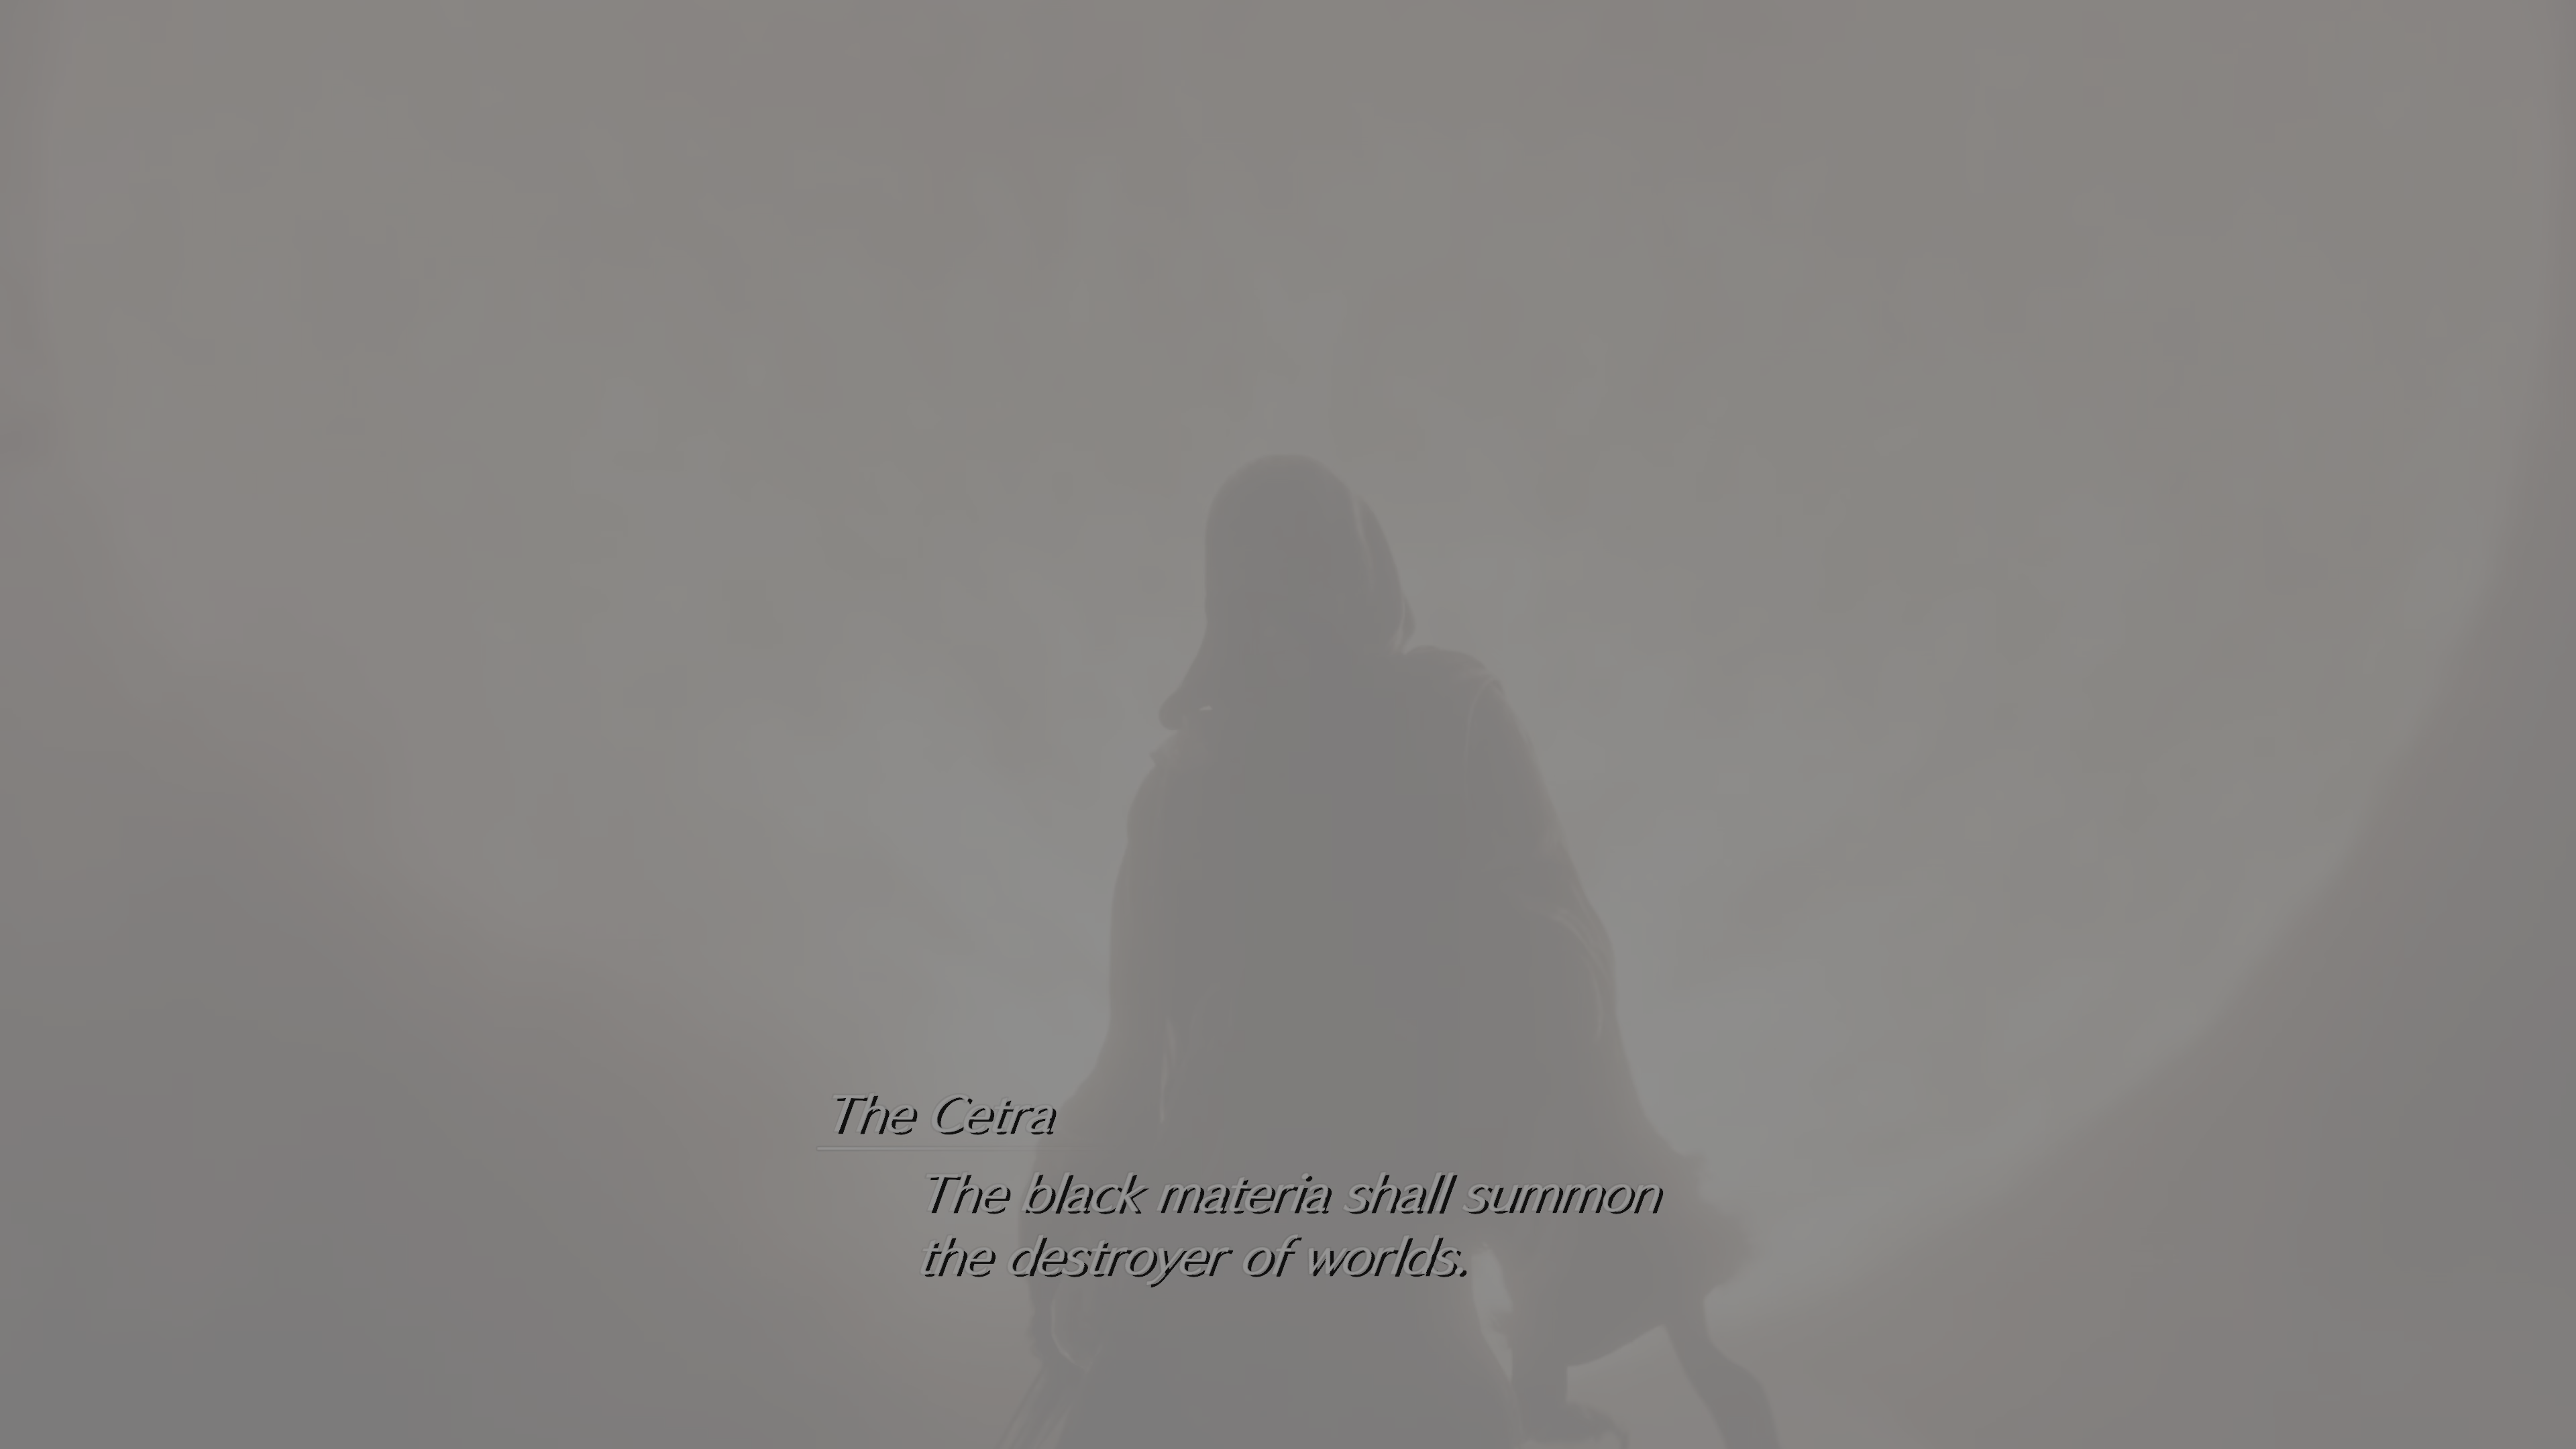 The Cetra
The black materia shall summon
the destroyer of worlds.